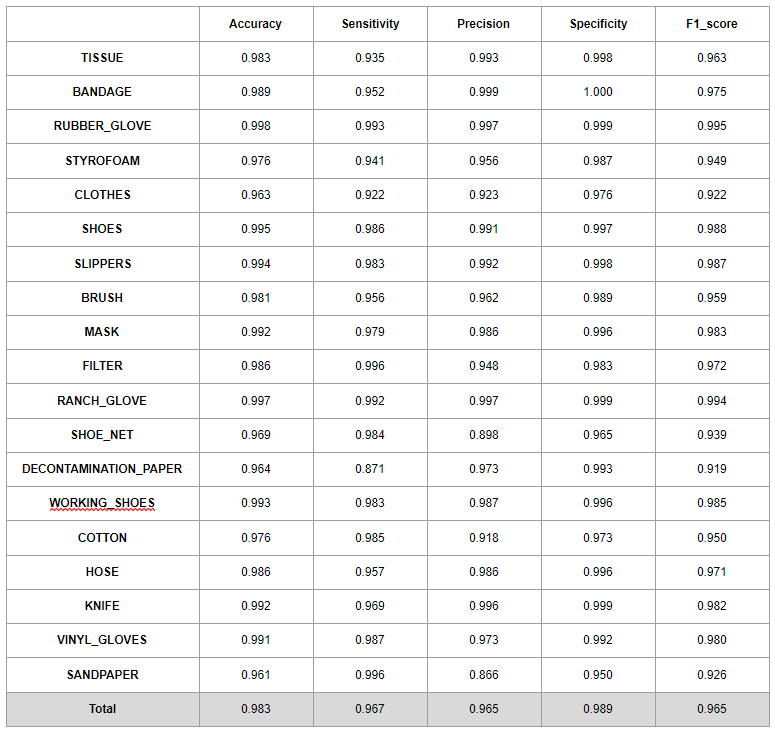 Accuracy Sensitivity Precision Specificity F1_score
TISSUE 0.983 0.935 0.993 0.998 0.963
BANDAGE 0.989 0.952 0.999 1.000 0.975
RUBBER_GLOVE 0.998 0.993 0.997 0.999 0.995
STYROFOAM 0.976 0.941 0.956 0.987 0.949
CLOTHES 0.963 0.922 0.923 0.976 0.922
SHOES 0.995 0.986 0.991 0.997 0.988
SLIPPERS 0.994 0.983 0.992 0.998 0.987
BRUSH 0.981 0.956 0.962 0.989 0.959
MASK 0.992 0.979 0.986 0.996 0.983
FILTER 0.986 0.996 0.948 0.983 0.972
RANCH_GLOVE 0.997 0.992 0.997 0.999 0.994
SHOE_NET 0.969 0.984 0.898 0.965 0.939
DECONTAMINATION_PAPER 0.964 0.871 0.973 0.993 0.919
WORKING_SHOES 0.993 0.983 0.987 0.996 0.985
COTTON 0.976 0.985 0.918 0.973 0.950
HOSE 0.986 0.957 0.986 0.996 0.971
KNIFE 0.992 0.969 0.996 0.999 0.982
VINYL_GLOVES 0.991 0.987 0.973 0.992 0.980
SANDPAPER 0.961 0.996 0.866 0.950 0.926
Total 0.983 0.967 0.965 0.989 0.965